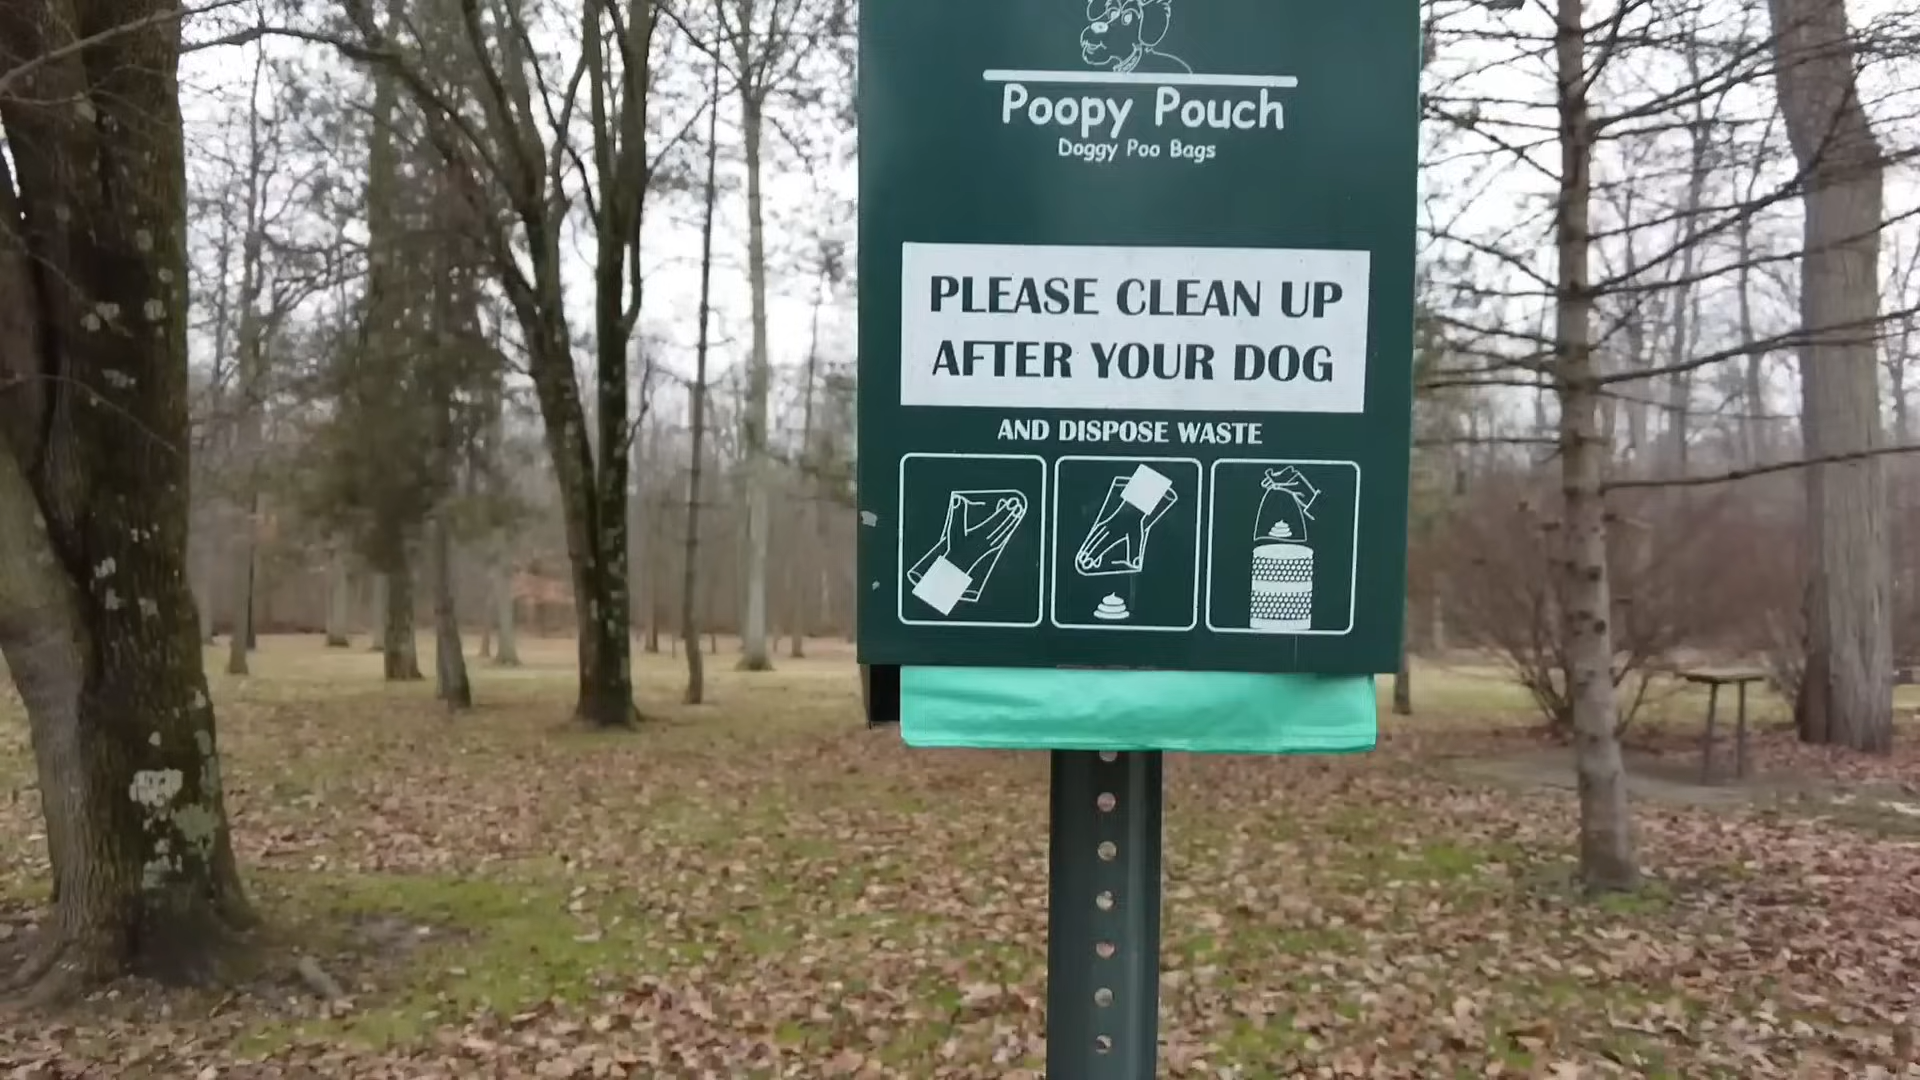 Poopy Pouch
Doggy Poo Bags
PLEASE CLEAN UP
AFTER YOUR DOG
AND DISPOSE WASTE